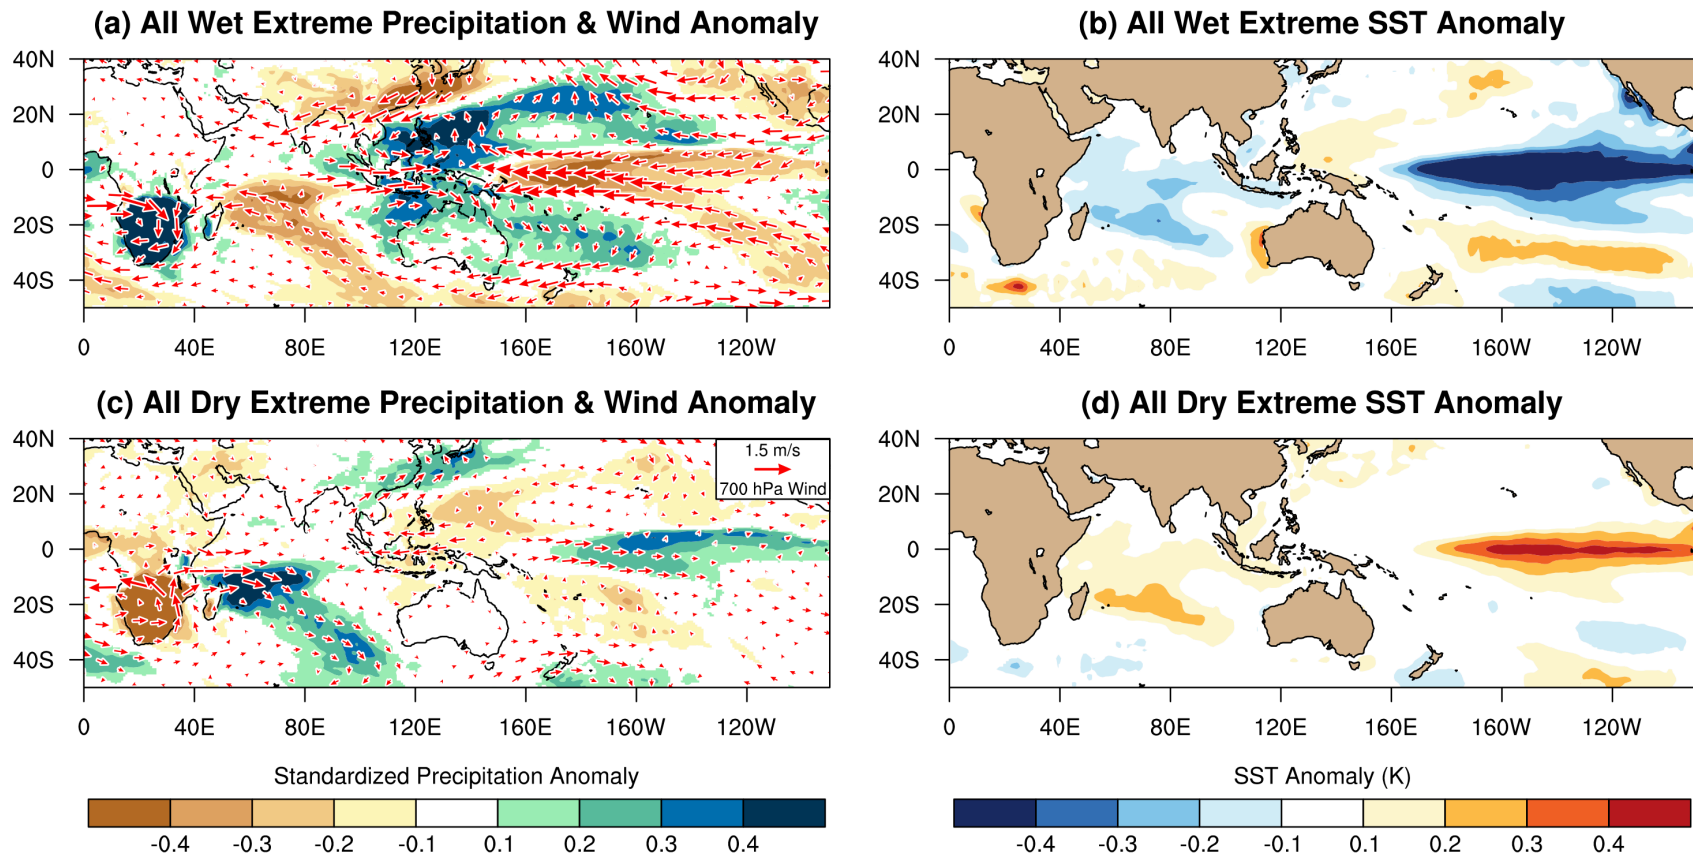 (a) All Wet Extreme Precipitation & Wind Anomaly
(b) All Wet Extreme SST Anomaly
40N
20N
0
20S
40S
0 40E 80E 120E 160E 160W 120W
40N
20N
0
20S
40S
0 40E 80E 120E 160E 160W 120W
(c) All Dry Extreme Precipitation & Wind Anomaly
(d) All Dry Extreme SST Anomaly
40N
20N
0
20S
40S
1.5 m/s
700 hPa Wind
0 40E 80E 120E 160E 160W 120W
40N
20N
0
20S
40S
0 40E 80E 120E 160E 160W 120W
Standardized Precipitation Anomaly
-0.4 -0.3 -0.2 -0.1 0.1 0.2 0.3 0.4
SST Anomaly (K)
-0.4 -0.3 -0.2 -0.1 0.1 0.2 0.3 0.4